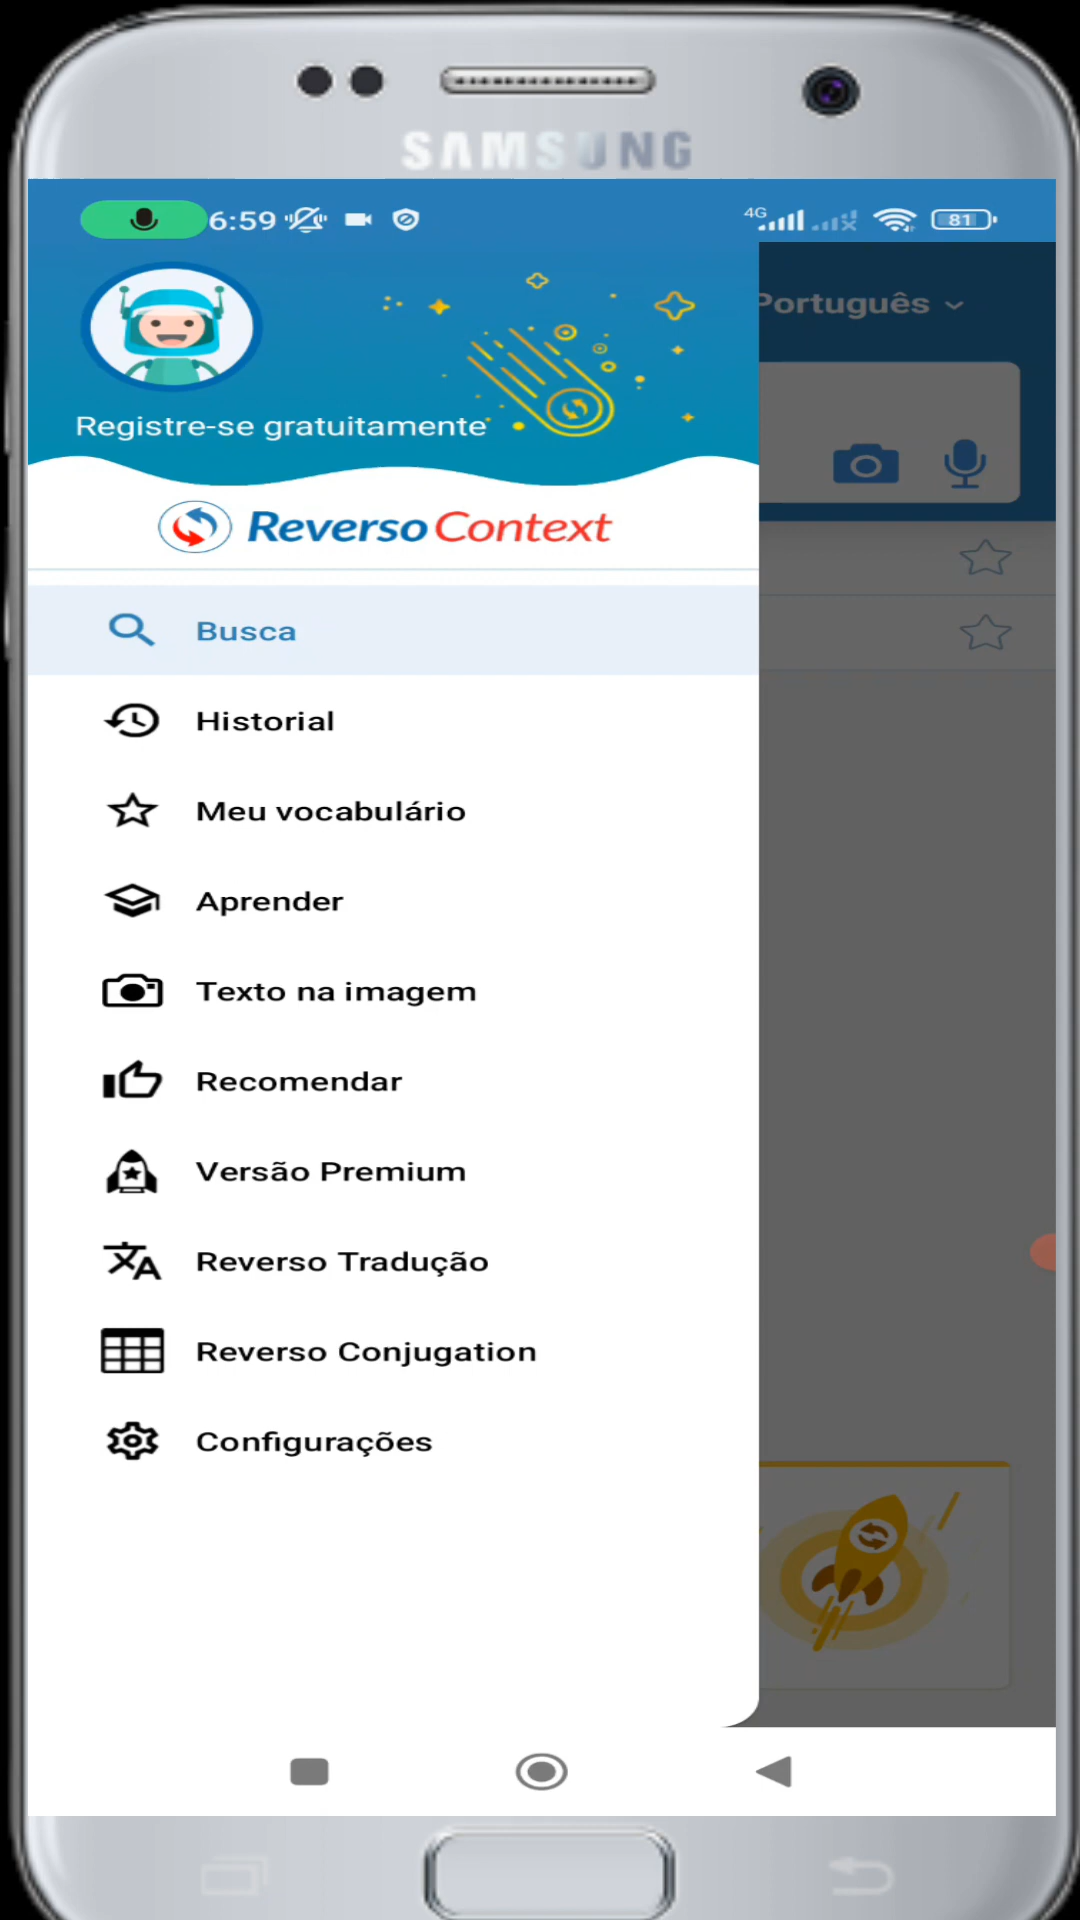 SAMSUNG
6:59
4G
81
Português
Registre-se gratuitamente
Reverso Context
Busca
Historial
Meu vocabulário
Aprender
Texto na imagem
Recomendar
Versão Premium
Reverso Tradução
Reverso Conjugation
Configurações